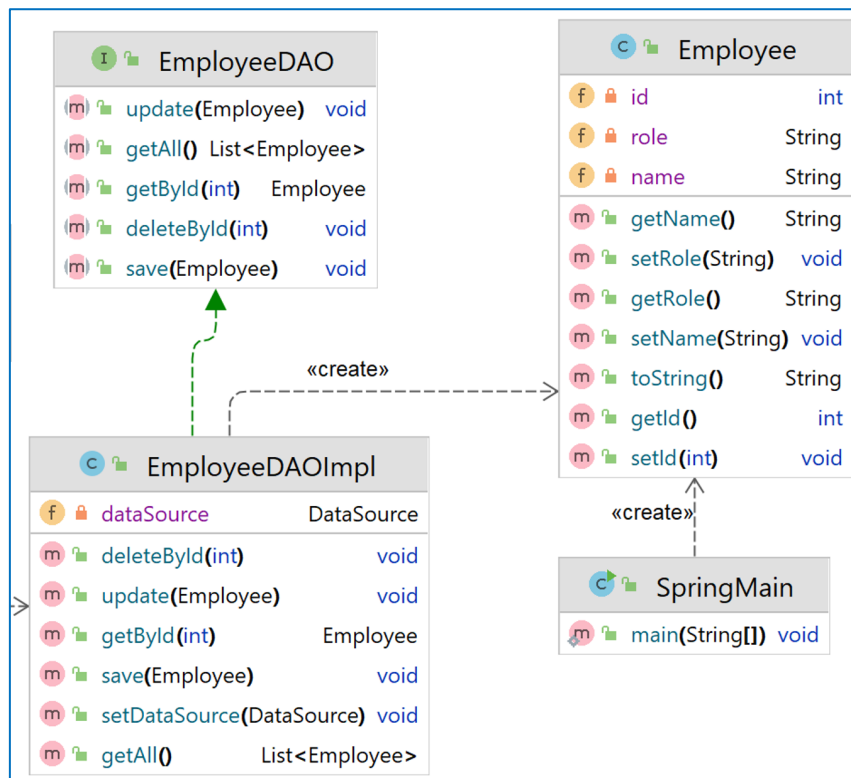 EmployeeDAO
update(Employee) void
getAll() List<Employee>
getById(int) Employee
deleteById(int) void
save(Employee) void
Employee
id int
role String
name String
getName() String
setRole(String) void
getRole() String
setName(String) void
toString() String
getId() int
setId(int) void
«create»
EmployeeDAOImpl
dataSource DataSource
deleteById(int) void
update(Employee) void
getById(int) Employee
save(Employee) void
setDataSource(DataSource) void
getAll() List<Employee>
«create»
SpringMain
main(String[]) void